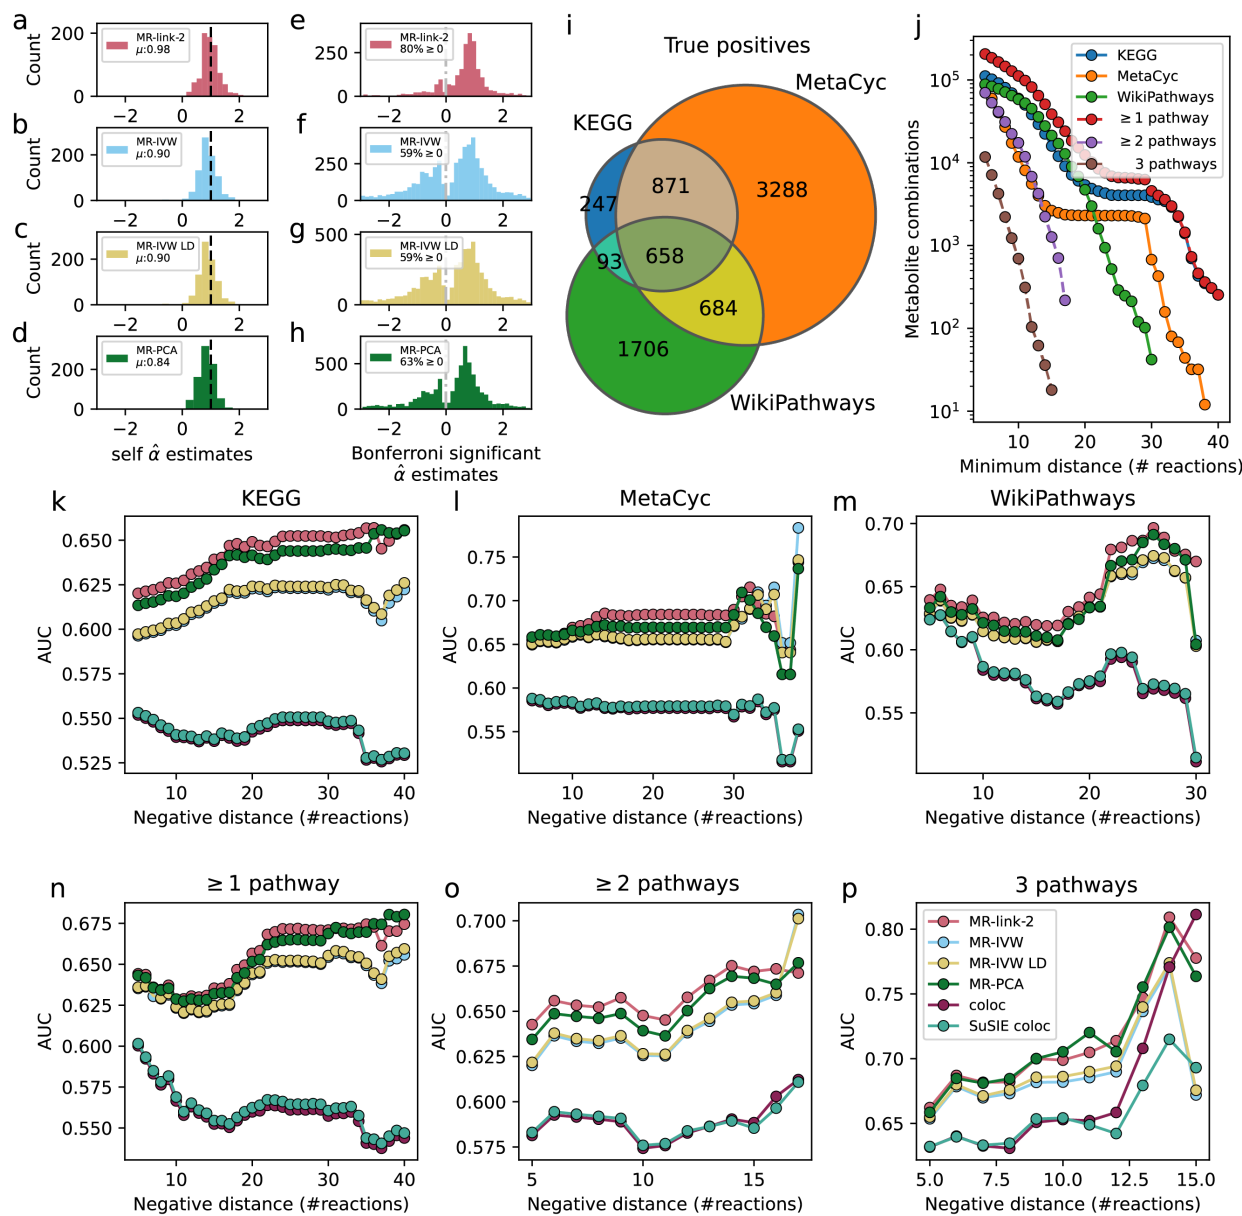 a
200
0
Count
MR-link-2
μ:0.98
−2
0
2
b
200
0
Count
MR-IVW
μ:0.90
−2
0
2
c
200
0
Count
MR-IVW LD
μ:0.90
−2
0
2
d
200
0
Count
MR-PCA
μ:0.84
−2
0
2
self α̂ estimates
e
250
0
MR-link-2
80% ≥ 0
−2
0
2
f
250
0
MR-IVW
59% ≥ 0
−2
0
2
g
500
250
0
MR-IVW LD
59% ≥ 0
−2
0
2
h
500
0
MR-PCA
63% ≥ 0
−2
0
2
Bonferroni significant
α̂ estimates
i
True positives
MetaCyc
KEGG
871
3288
247
658
93
684
1706
WikiPathways
j
KEGG
MetaCyc
WikiPathways
≥ 1 pathway
≥ 2 pathways
3 pathways
10⁵
10⁴
10³
10²
10¹
Metabolite combinations
10
20
30
40
Minimum distance (# reactions)
k
KEGG
0.650
0.625
0.600
0.575
0.550
0.525
AUC
10
20
30
40
Negative distance (#reactions)
l
MetaCyc
0.75
0.70
0.65
0.60
0.55
AUC
10
20
30
Negative distance (#reactions)
m
WikiPathways
0.70
0.65
0.60
0.55
AUC
10
20
30
Negative distance (#reactions)
n
≥ 1 pathway
0.675
0.650
0.625
0.600
0.575
0.550
AUC
10
20
30
40
Negative distance (#reactions)
o
≥ 2 pathways
0.700
0.675
0.650
0.625
0.600
0.575
AUC
5
10
15
Negative distance (#reactions)
p
3 pathways
MR-link-2
MR-IVW
MR-IVW LD
MR-PCA
coloc
SuSIE coloc
0.80
0.75
0.70
0.65
AUC
5.0
7.5
10.0
12.5
15.0
Negative distance (#reactions)